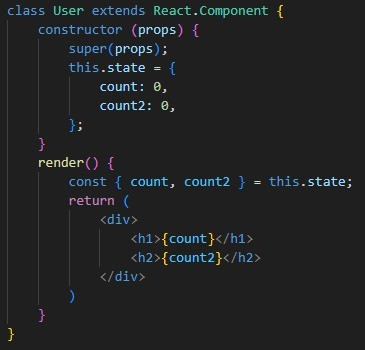 class User extends React.Component {
    constructor (props) {
        super(props);
        this.state = {
            count: 0,
            count2: 0,
        };
    }
    render() {
        const { count, count2 } = this.state;
        return (
            <div>
                <h1>{count}</h1>
                <h2>{count2}</h2>
            </div>
        )
    }
}